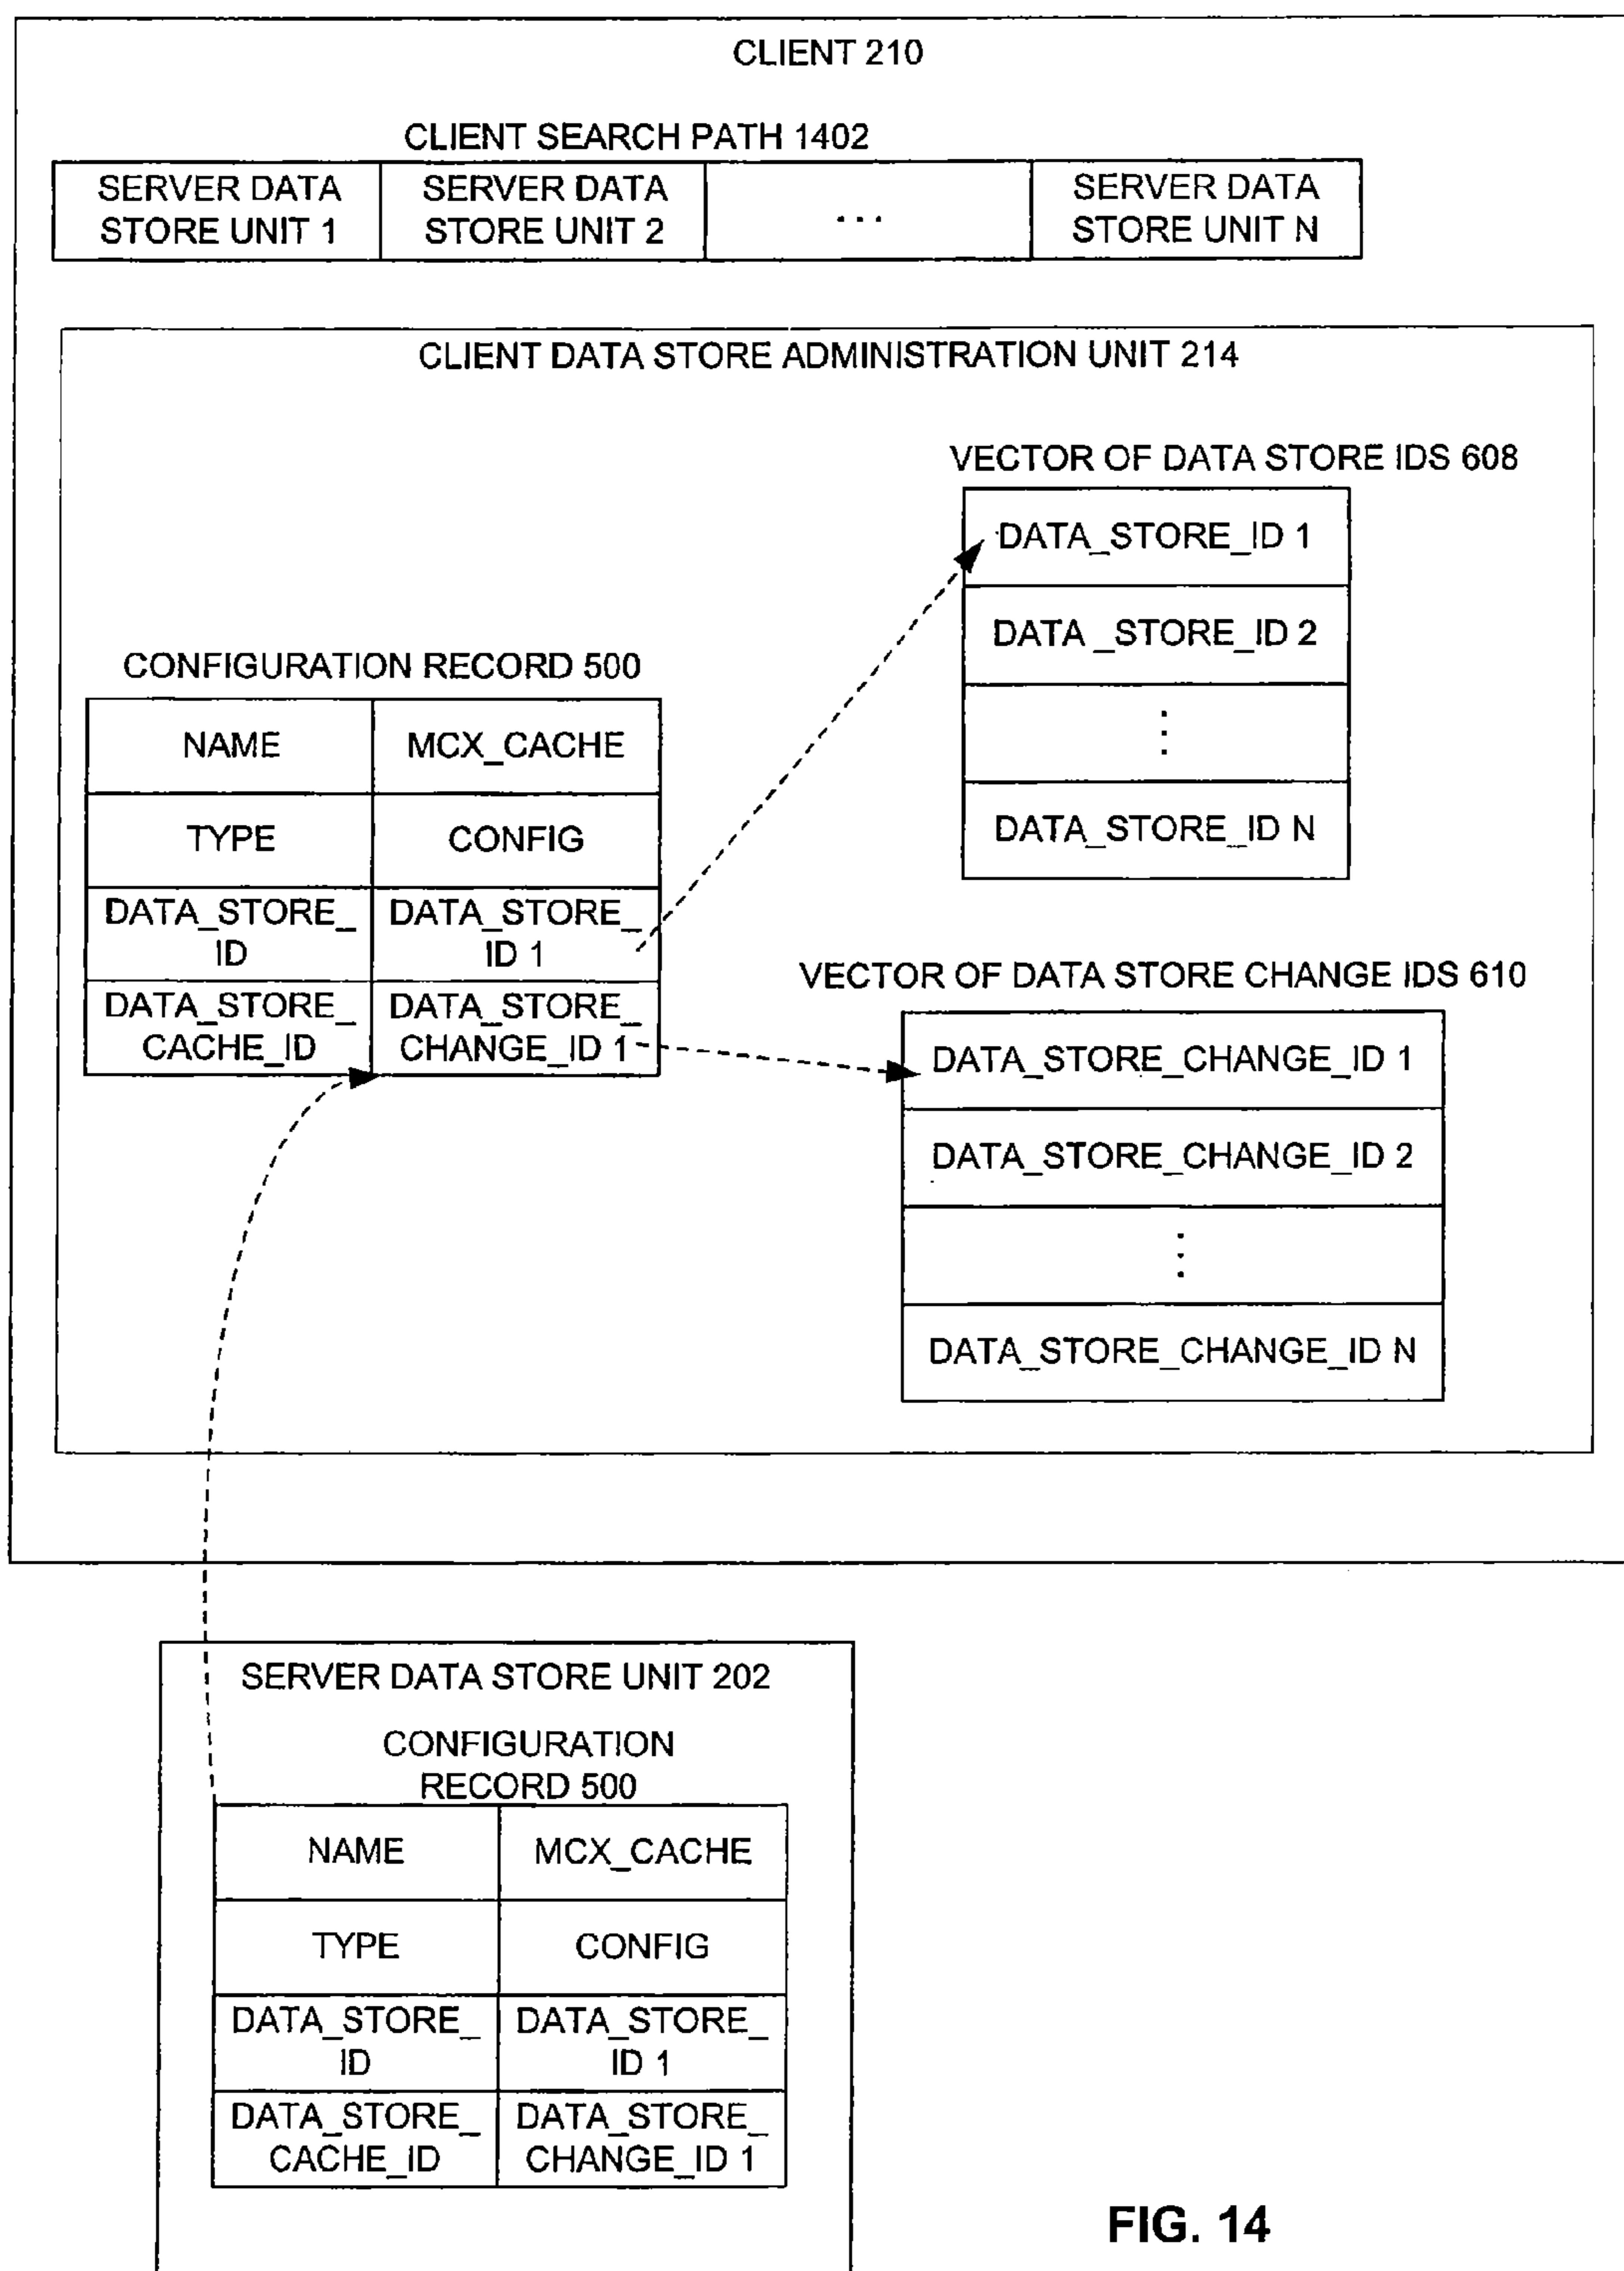 CLIENT 210
CLIENT SEARCH PATH 1402
SERVER DATA
STORE UNIT 1
SERVER DATA
STORE UNIT 2
...
SERVER DATA
STORE UNIT N
CLIENT DATA STORE ADMINISTRATION UNIT 214
VECTOR OF DATA STORE IDS 608
DATA_STORE_ID 1
DATA _STORE_ID 2
DATA_STORE_ID N
CONFIGURATION RECORD 500
NAME
MCX_CACHE
TYPE
CONFIG
DATA_STORE_
ID
DATA_STORE_
ID 1
DATA_STORE_
CACHE_ID
DATA_STORE_
CHANGE_ID 1
VECTOR OF DATA STORE CHANGE IDS 610
DATA_STORE_CHANGE_ID 1
DATA_STORE_CHANGE_ID 2
DATA_STORE_CHANGE_ID N
SERVER DATA STORE UNIT 202
CONFIGURATION
RECORD 500
NAME
MCX_CACHE
TYPE
CONFIG
DATA_STORE_
ID
DATA_STORE_
ID 1
DATA_STORE_
CACHE_ID
DATA_STORE_
CHANGE_ID 1
FIG. 14